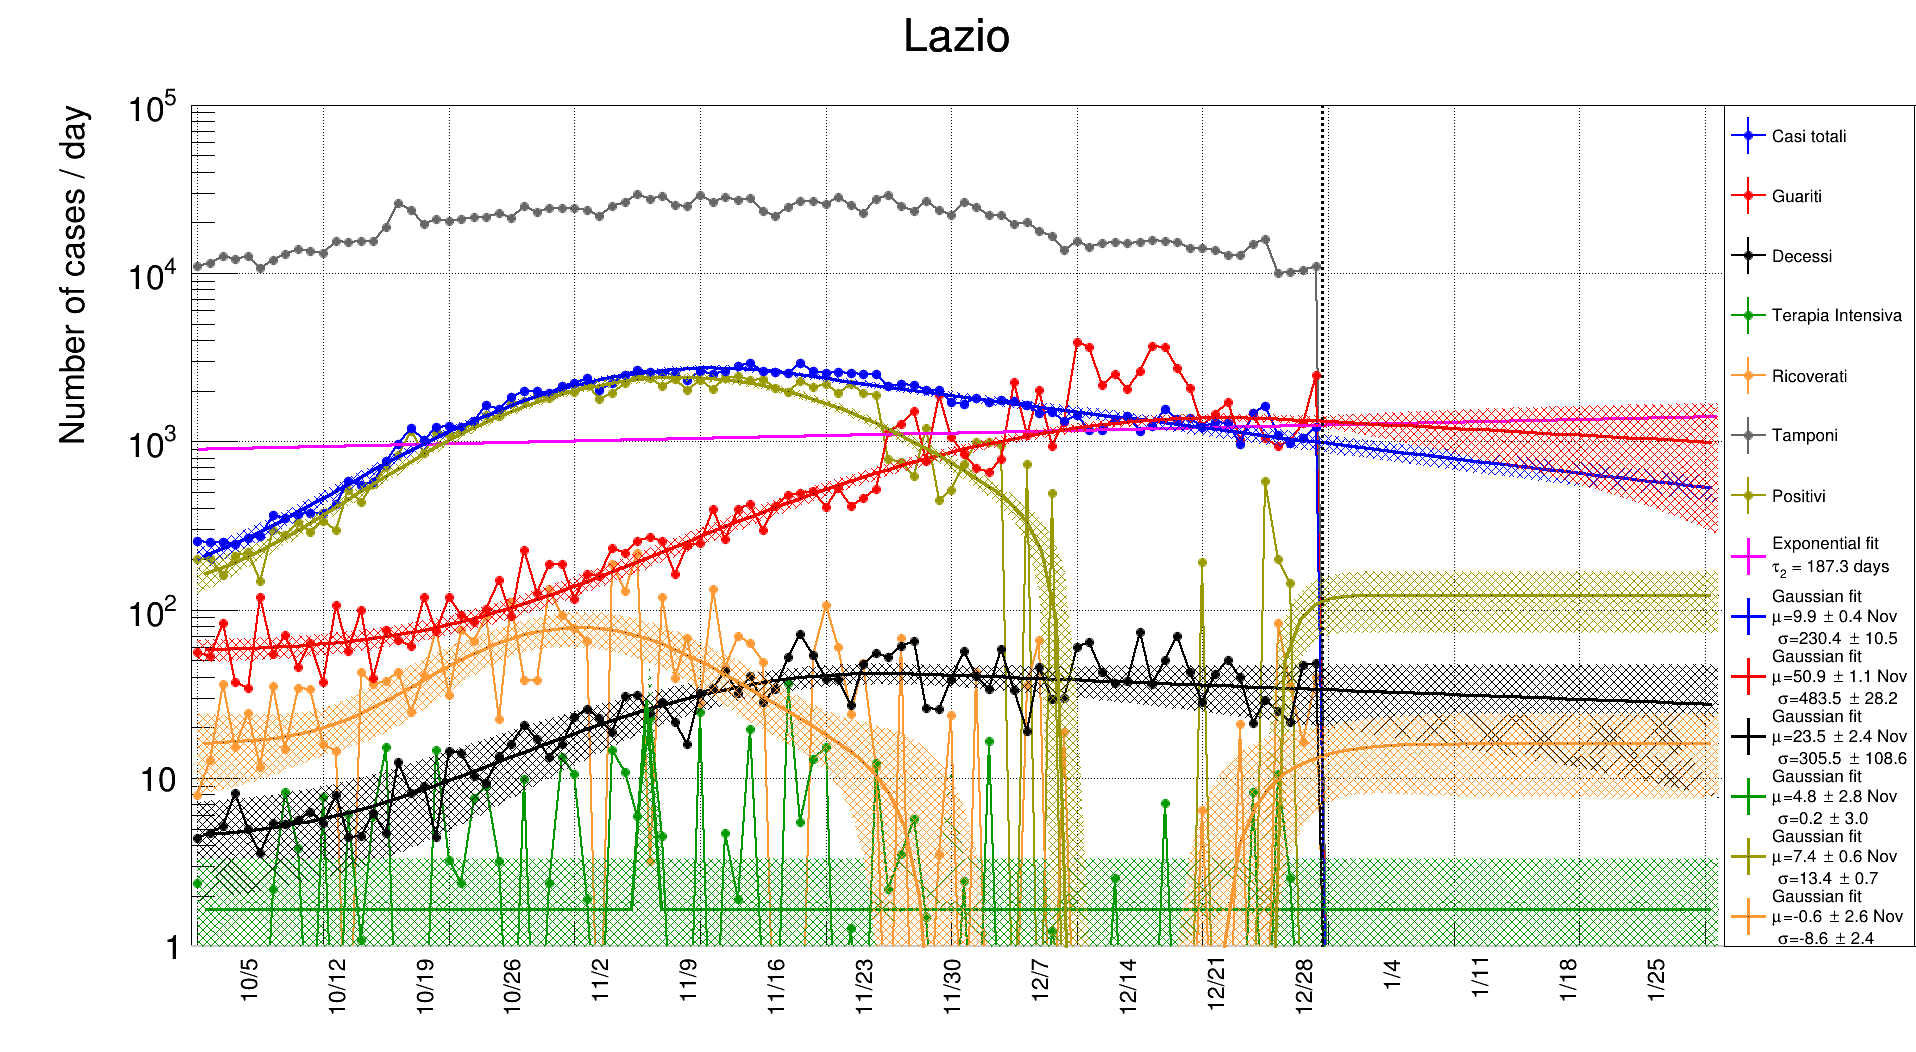 Lazio
Number of cases / day
10^5
10^4
10^3
10^2
10
1
10/5
10/12
10/19
10/26
11/2
11/9
11/16
11/23
11/30
12/7
12/14
12/21
12/28
1/4
1/11
1/18
1/25
Casi totali
Guariti
Decessi
Terapia Intensiva
Ricoverati
Tamponi
Positivi
Exponential fit
τ₂ = 187.3 days
Gaussian fit
μ=9.9 ± 0.4 Nov
σ=230.4 ± 10.5
Gaussian fit
μ=50.9 ± 1.1 Nov
σ=483.5 ± 28.2
Gaussian fit
μ=23.5 ± 2.4 Nov
σ=305.5 ± 108.6
Gaussian fit
μ=4.8 ± 2.8 Nov
σ=0.2 ± 3.0
Gaussian fit
μ=7.4 ± 0.6 Nov
σ=13.4 ± 0.7
Gaussian fit
μ=-0.6 ± 2.6 Nov
σ=-8.6 ± 2.4